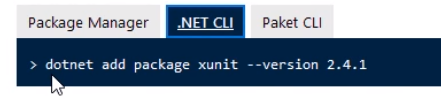 Package Manager .NET CLI Paket CLI
> dotnet add package xunit --version 2.4.1